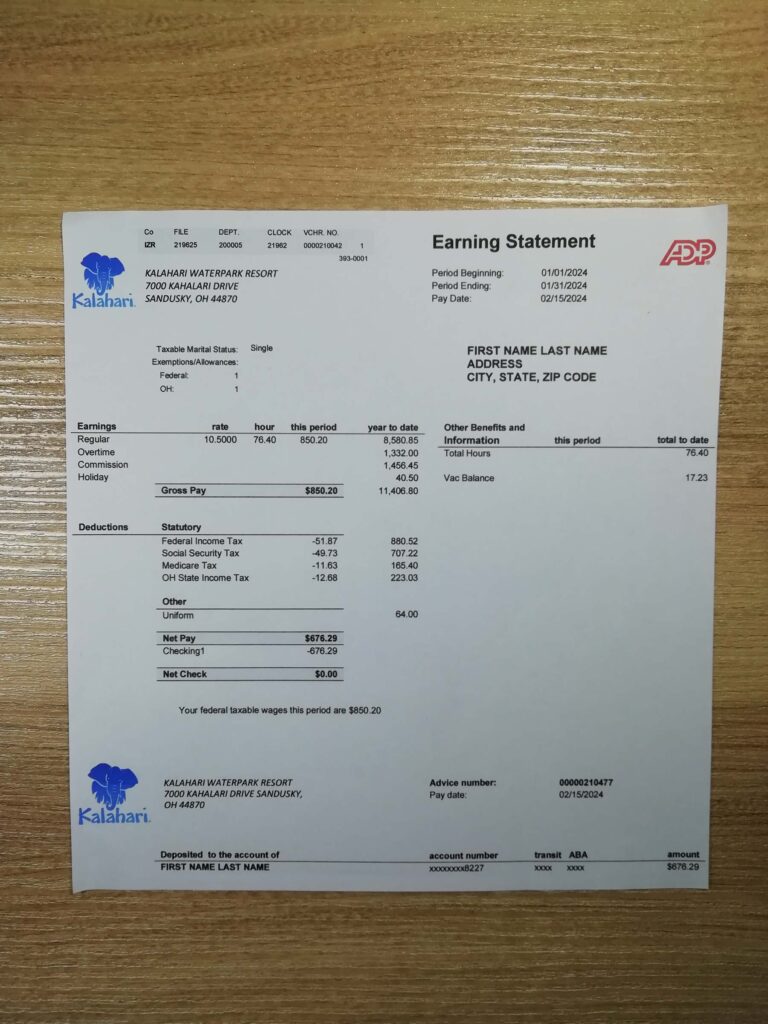 Co FILE DEPT. CLOCK VCHR. NO.
IZR 219625 200005 21962 0000210042 1
393-0001
Earning Statement
ADP
Kalahari
KALAHARI WATERPARK RESORT
7000 KAHALARI DRIVE
SANDUSKY, OH 44870
Period Beginning: 01/01/2024
Period Ending: 01/31/2024
Pay Date: 02/15/2024
Taxable Marital Status: Single
Exemptions/Allowances:
Federal: 1
OH: 1
FIRST NAME LAST NAME
ADDRESS
CITY, STATE, ZIP CODE
Earnings rate hour this period year to date
Regular 10.5000 76.40 850.20 8,580.85
Overtime 1,332.00
Commission 1,456.45
Holiday 40.50
Gross Pay $850.20 11,406.80
Other Benefits and
Information this period total to date
Total Hours 76.40
Vac Balance 17.23
Deductions Statutory
Federal Income Tax -51.87 880.52
Social Security Tax -49.73 707.22
Medicare Tax -11.63 165.40
OH State Income Tax -12.68 223.03
Other
Uniform 64.00
Net Pay $676.29
Checking1 -676.29
Net Check $0.00
Your federal taxable wages this period are $850.20
Kalahari
KALAHARI WATERPARK RESORT
7000 KAHALARI DRIVE SANDUSKY,
OH 44870
Advice number: 00000210477
Pay date: 02/15/2024
Deposited to the account of account number transit ABA amount
FIRST NAME LAST NAME xxxxxxxx8227 xxxx xxxx $676.29